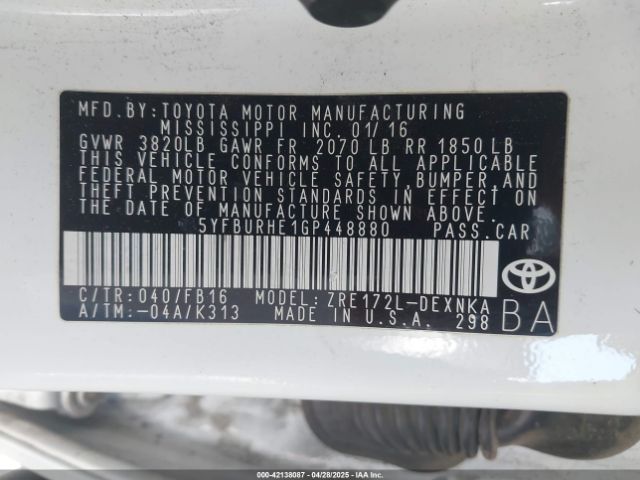 MFD. BY: TOYOTA MOTOR MANUFACTURING
MISSISSIPPI INC. 01/16
GVWR 3820LB GAWR FR 2070 LB RR 1850 LB
THIS VEHICLE CONFORMS TO ALL APPLICABLE
FEDERAL MOTOR VEHICLE SAFETY, BUMPER, AND
THEFT PREVENTION STANDARDS IN EFFECT ON
THE DATE OF MANUFACTURE SHOWN ABOVE.
5YFBURHE1GP448880 PASS. CAR
C/TR: 040/FB16 MODEL: ZRE172L-DEXNKA
A/TM:-04A/K313 MADE IN U.S.A. 298
BA
000-42138087 - 04/28/2025 - IAAI.COM